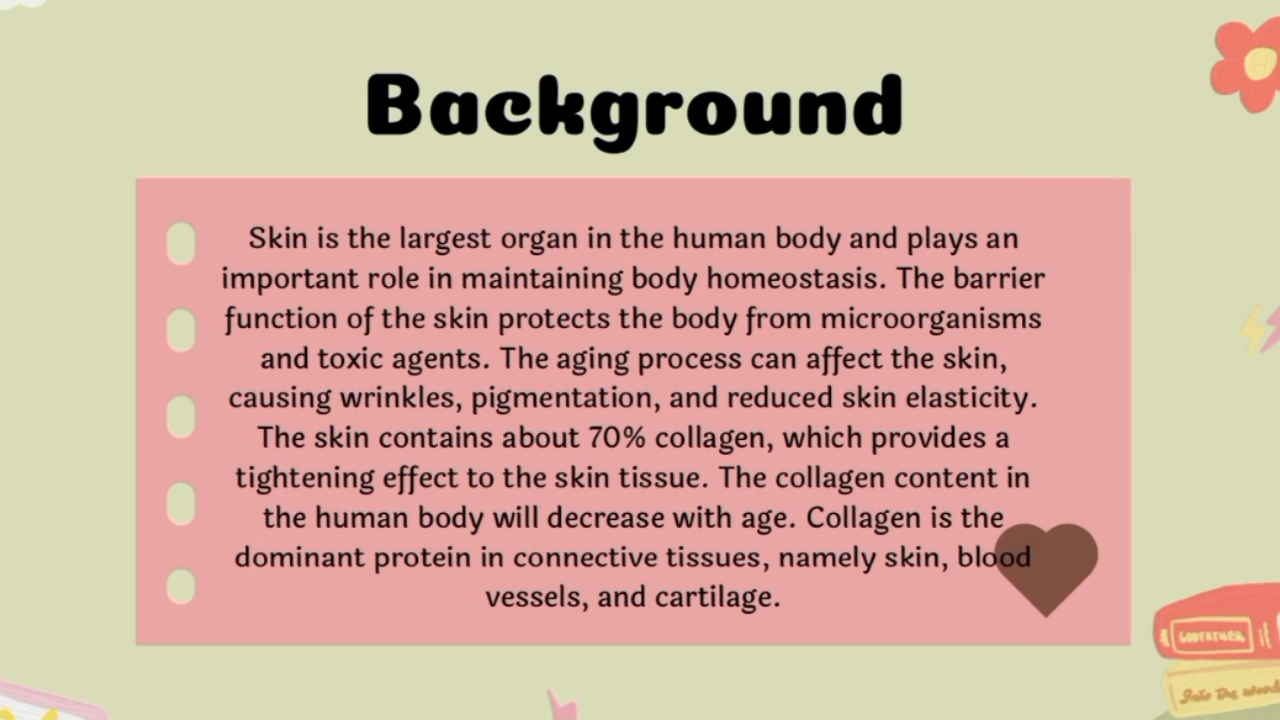 Background
Skin is the largest organ in the human body and plays an
important role in maintaining body homeostasis. The barrier
function of the skin protects the body from microorganisms
and toxic agents. The aging process can affect the skin,
causing wrinkles, pigmentation, and reduced skin elasticity.
The skin contains about 70% collagen, which provides a
tightening effect to the skin tissue. The collagen content in
the human body will decrease with age. Collagen is the
dominant protein in connective tissues, namely skin, blood
vessels, and cartilage.
GODFATHER
Into the